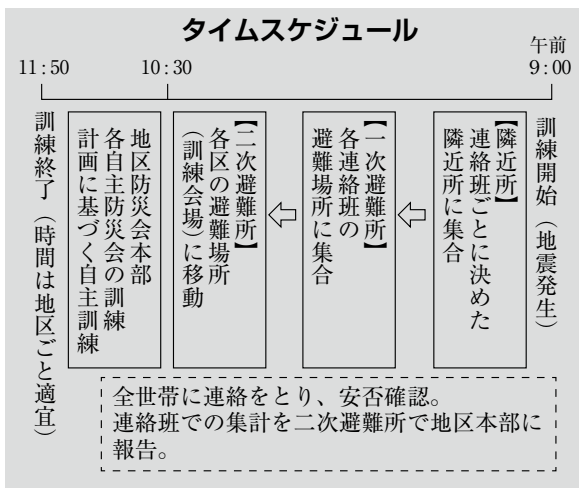 タイムスケジュール
午前
9:00
10:30
11:50
訓練開始（地震発生）
【隣近所】
連絡班ごとに決めた
隣近所に集合
【一次避難所】
各連絡班の
避難場所に集合
【二次避難所】
各区の避難場所
（訓練会場）に移動
地区防災会本部
各自主防災会の訓練
計画に基づく自主訓練
訓練終了（時間は地区ごと適宜）
全世帯に連絡をとり、安否確認。
連絡班での集計を二次避難所で地区本部に
報告。